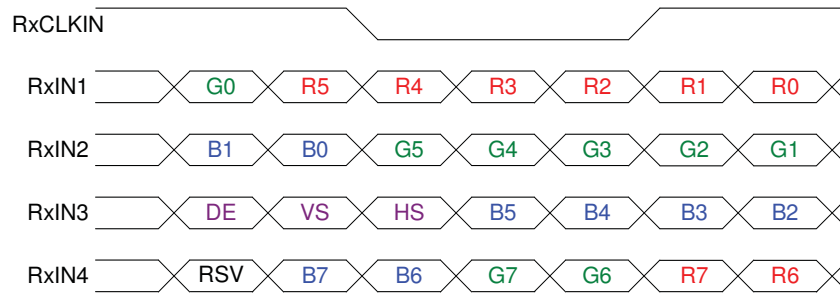 RxCLKIN
RxIN1 G0 R5 R4 R3 R2 R1 R0
RxIN2 B1 B0 G5 G4 G3 G2 G1
RxIN3 DE VS HS B5 B4 B3 B2
RxIN4 RSV B7 B6 G7 G6 R7 R6